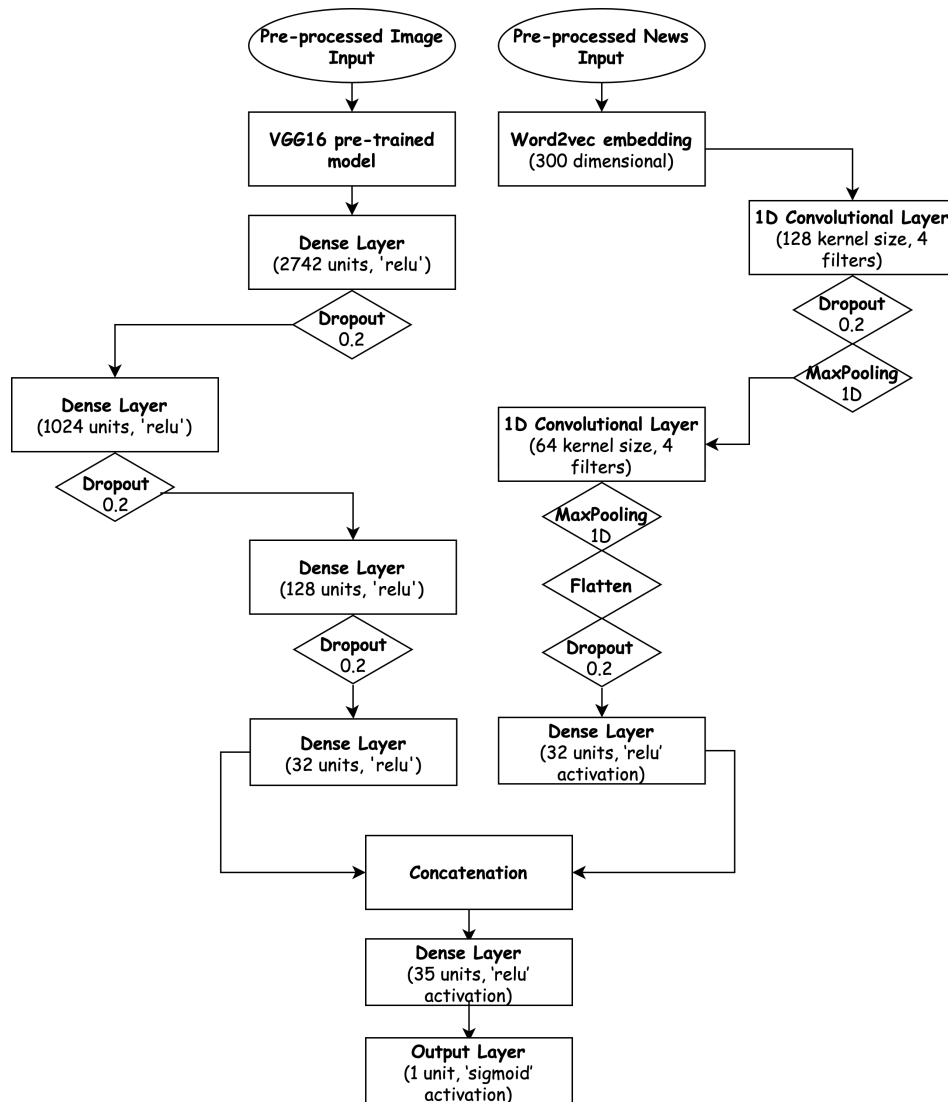 Pre-processed Image
Input
Pre-processed News
Input
VGG16 pre-trained
model
Word2vec embedding
(300 dimensional)
1D Convolutional Layer
(128 kernel size, 4
filters)
Dense Layer
(2742 units, 'relu')
Dropout
0.2
Dropout
0.2
MaxPooling
1D
Dense Layer
(1024 units, 'relu')
1D Convolutional Layer
(64 kernel size, 4
filters)
Dropout
0.2
MaxPooling
1D
Dense Layer
(128 units, 'relu')
Flatten
Dropout
0.2
Dropout
0.2
Dense Layer
(32 units, 'relu')
Dense Layer
(32 units, ‘relu’
activation)
Concatenation
Dense Layer
(35 units, ‘relu’
activation)
Output Layer
(1 unit, ‘sigmoid’
activation)